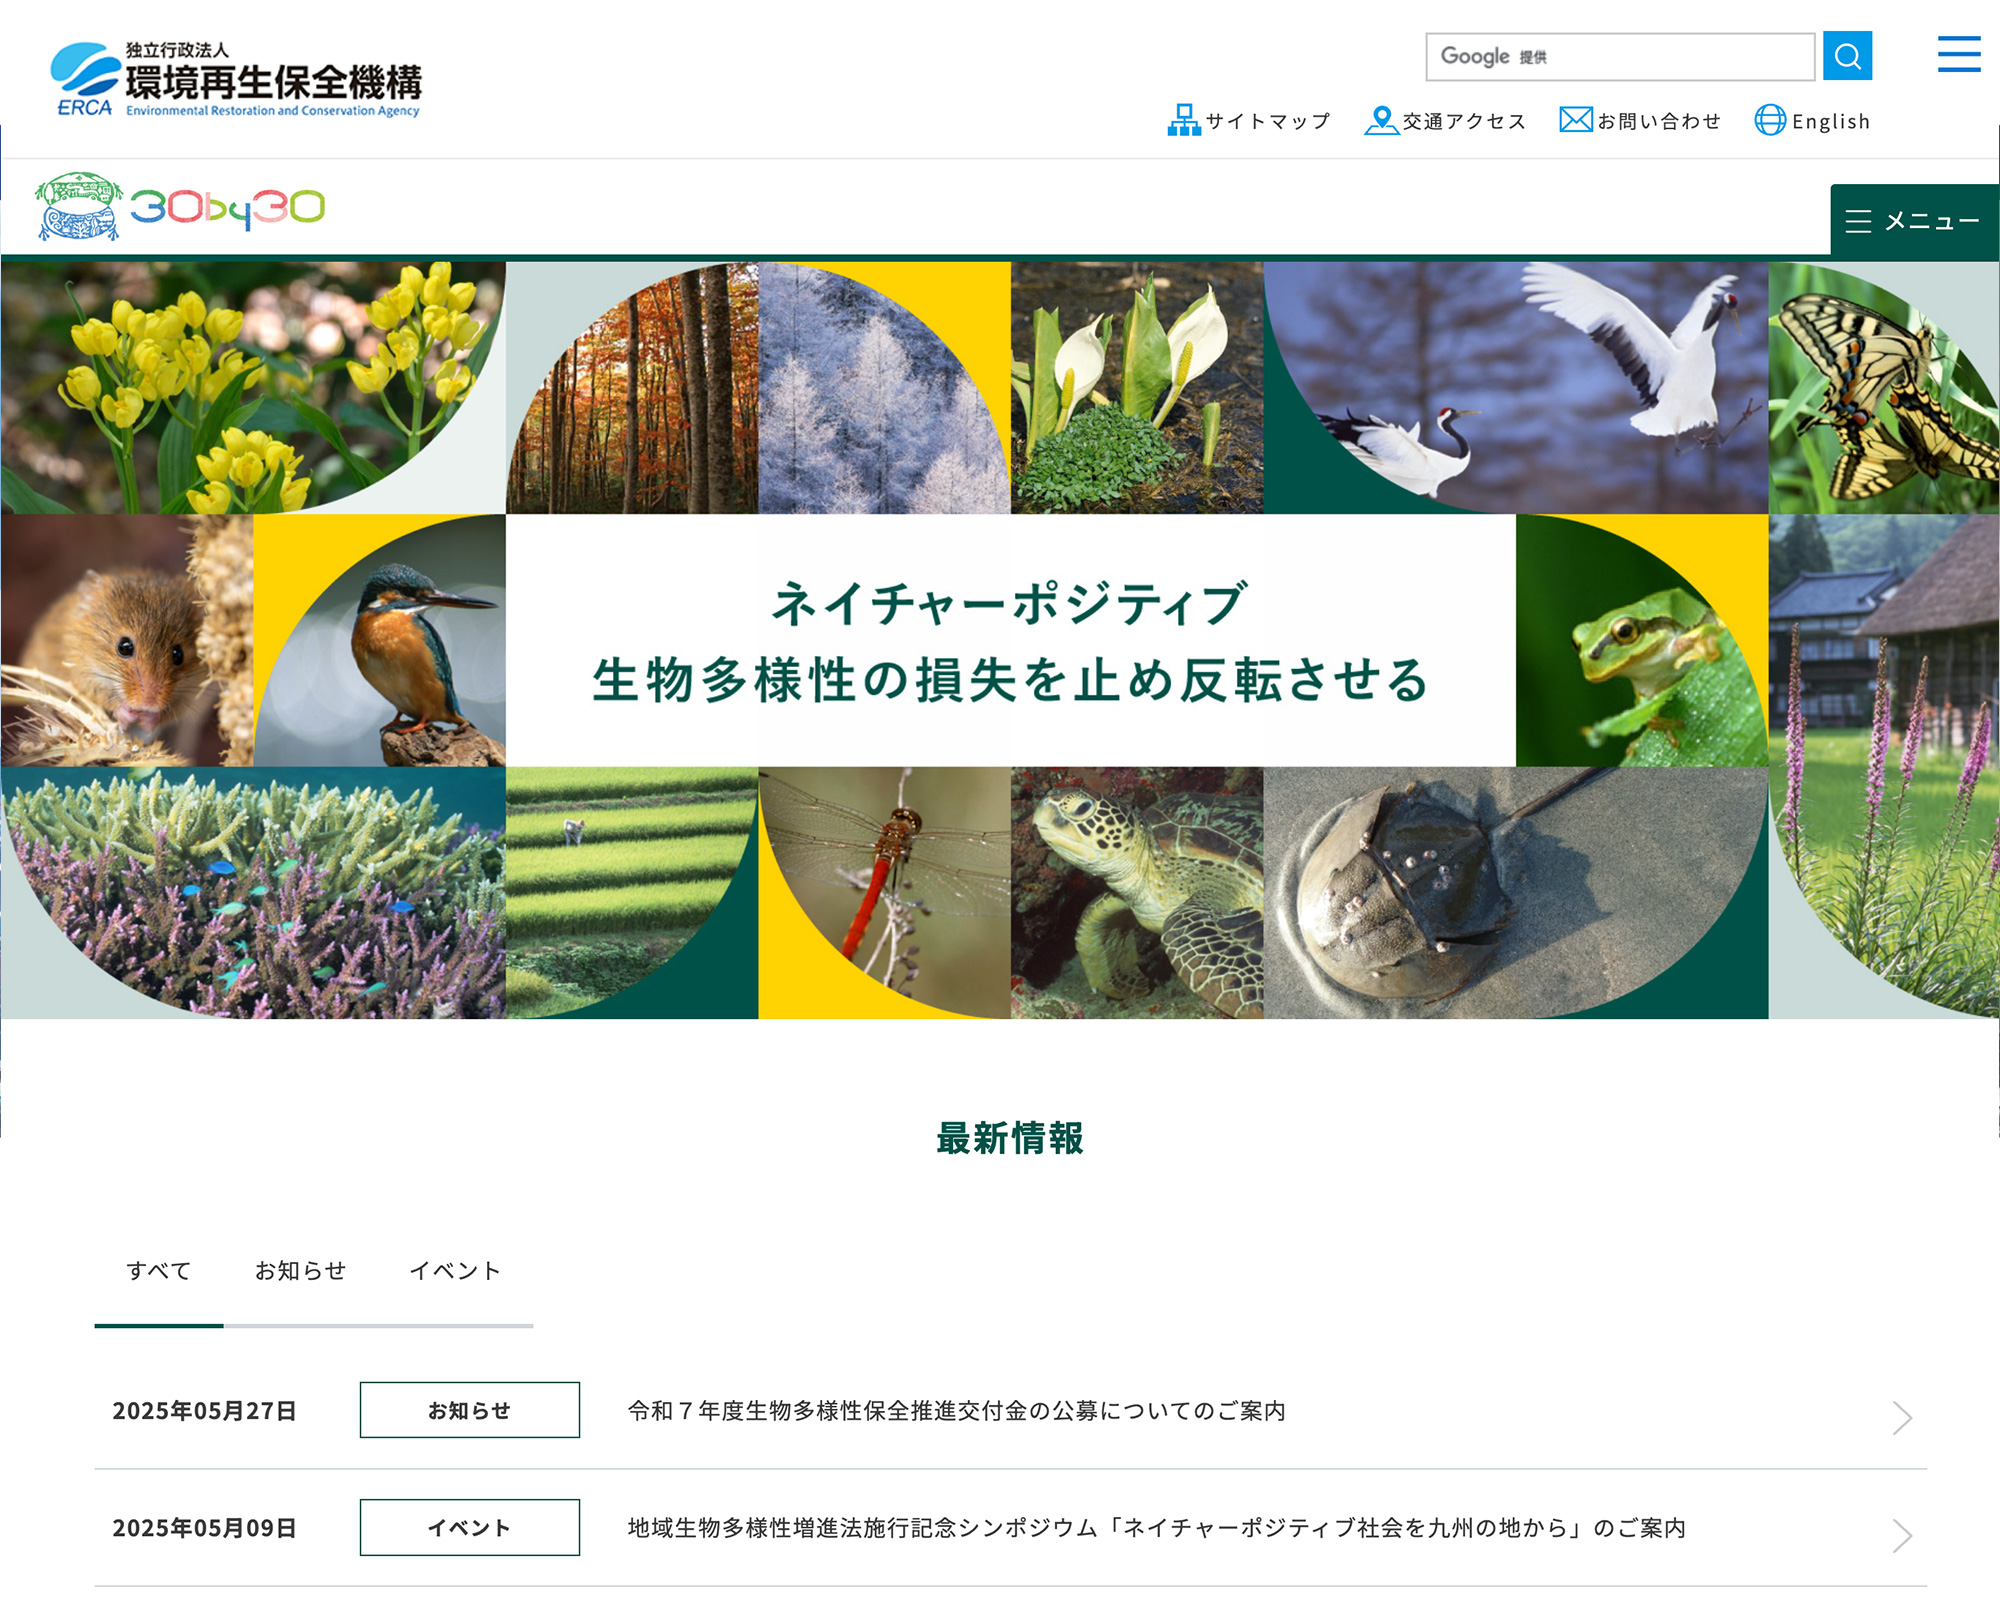 独立行政法人
環境再生保全機構
ERCA
Environmental Restoration and Conservation Agency
Google 提供
サイトマップ
交通アクセス
お問い合わせ
English
30by30
メニュー
ネイチャーポジティブ
生物多様性の損失を止め反転させる
最新情報
すべて
お知らせ
イベント
2025年05月27日
お知らせ
令和７年度生物多様性保全推進交付金の公募についてのご案内
2025年05月09日
イベント
地域生物多様性増進法施行記念シンポジウム「ネイチャーポジティブ社会を九州の地から」のご案内